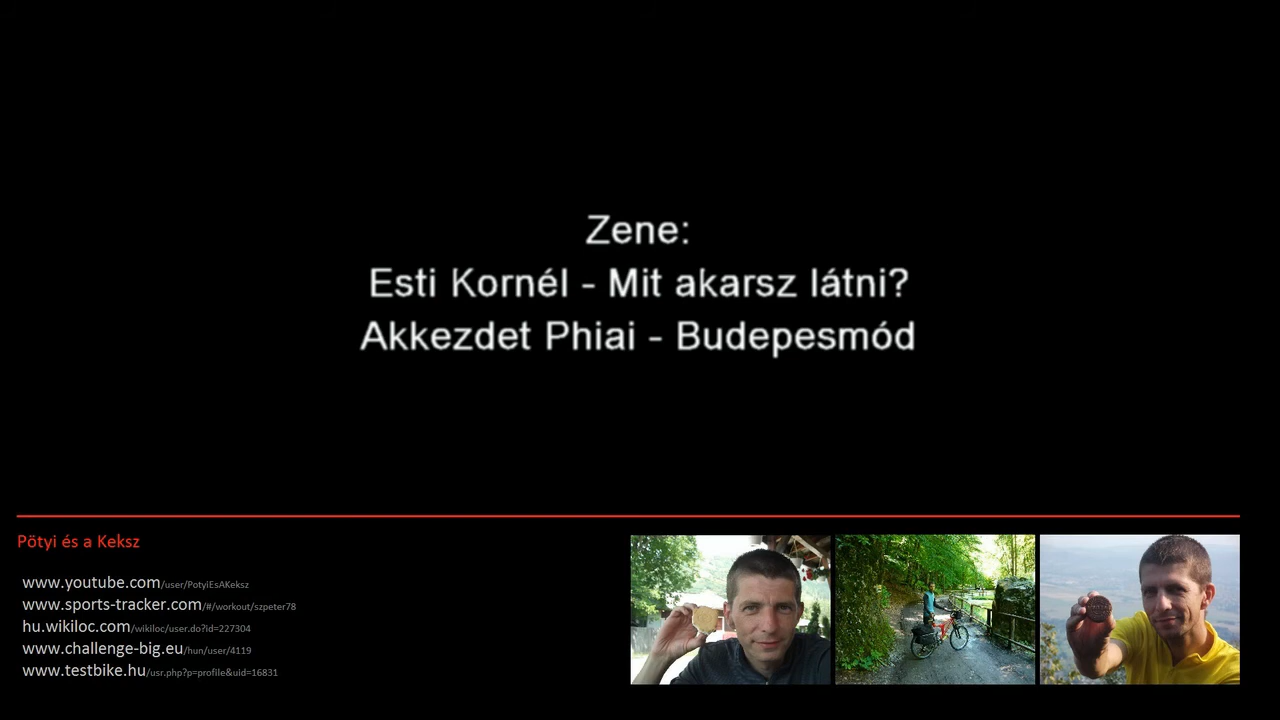 Zene:
Esti Kornél - Mit akarsz látni?
Akkezdet Phiai - Budepesmód
Pötyi és a Keksz
www.youtube.com/user/PotyiEsAKeksz
www.sports-tracker.com/#/workout/szpeter78
hu.wikiloc.com/wikiloc/user.do?id=227304
www.challenge-big.eu/hun/user/4119
www.testbike.hu/usr.php?p=profile&uid=16831